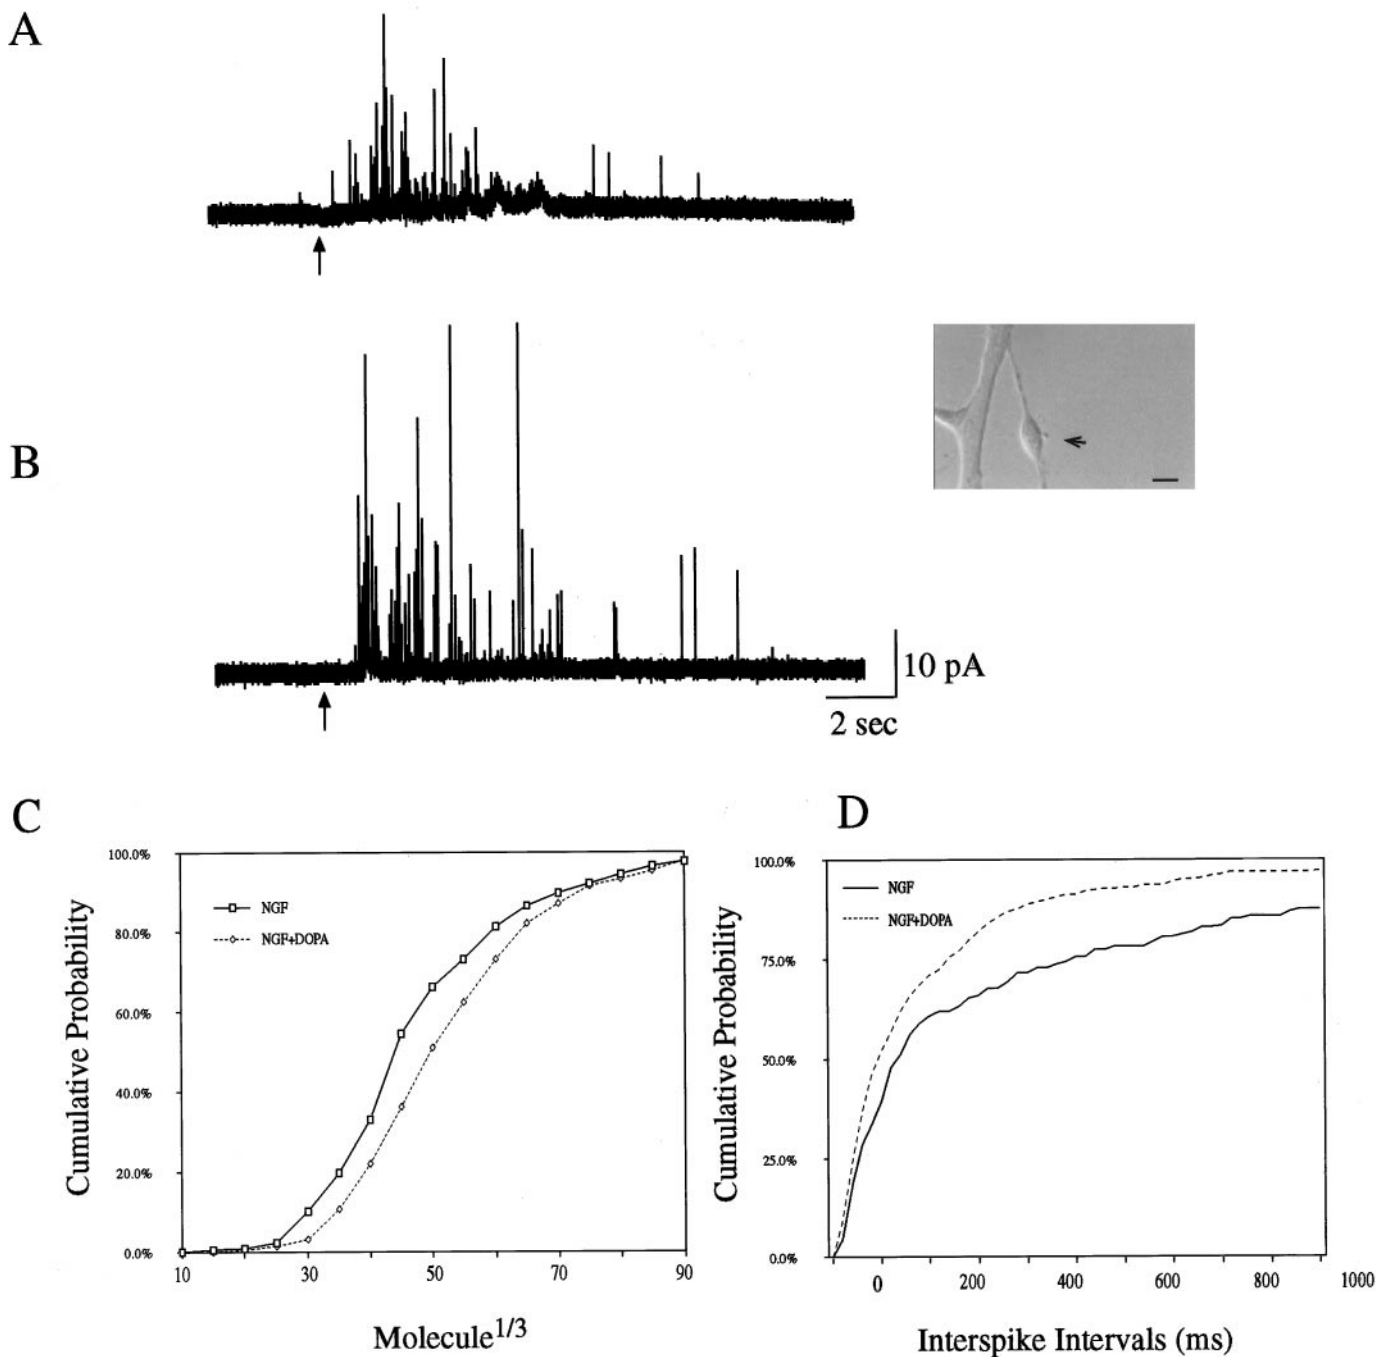 A
B
10 pA
2 sec
C
D
100.0%
80.0%
60.0%
40.0%
20.0%
0.0%
Cumulative Probability
NGF
NGF+DOPA
10 30 50 70 90
Molecule1/3
100.0%
75.0%
50.0%
25.0%
0.0%
Cumulative Probability
NGF
NGF+DOPA
0 200 400 600 800 1000
Interspike Intervals (ms)